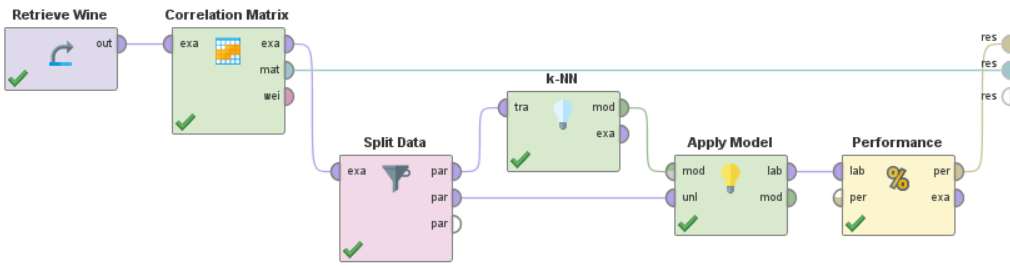 Retrieve Wine
out
Correlation Matrix
exa
exa
mat
wei
Split Data
exa
par
par
par
k-NN
tra
mod
exa
Apply Model
mod
unl
lab
mod
Performance
lab
per
%
per
exa
res
res
res